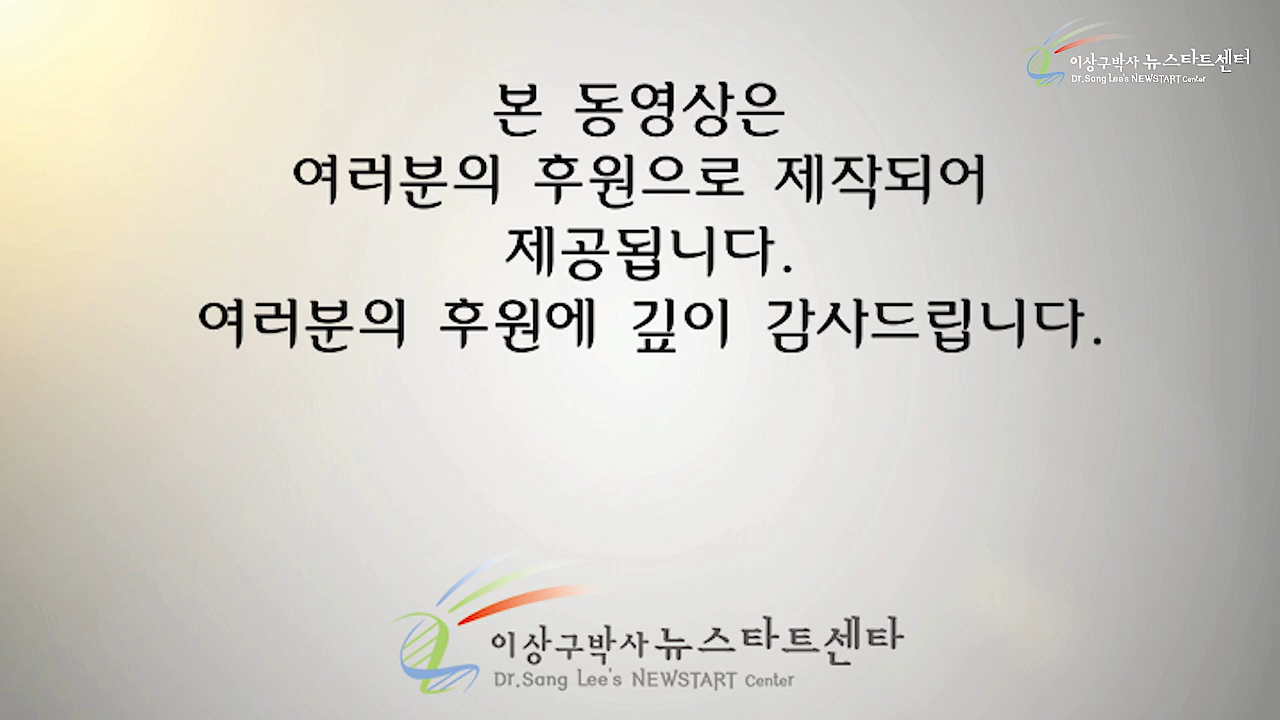 이상구박사 뉴스타트센터
Dr.Sang Lee's NEWSTART Center
본 동영상은
여러분의 후원으로 제작되어
제공됩니다.
여러분의 후원에 깊이 감사드립니다.
이상구박사 뉴스타트센타
Dr.Sang Lee's NEWSTART Center